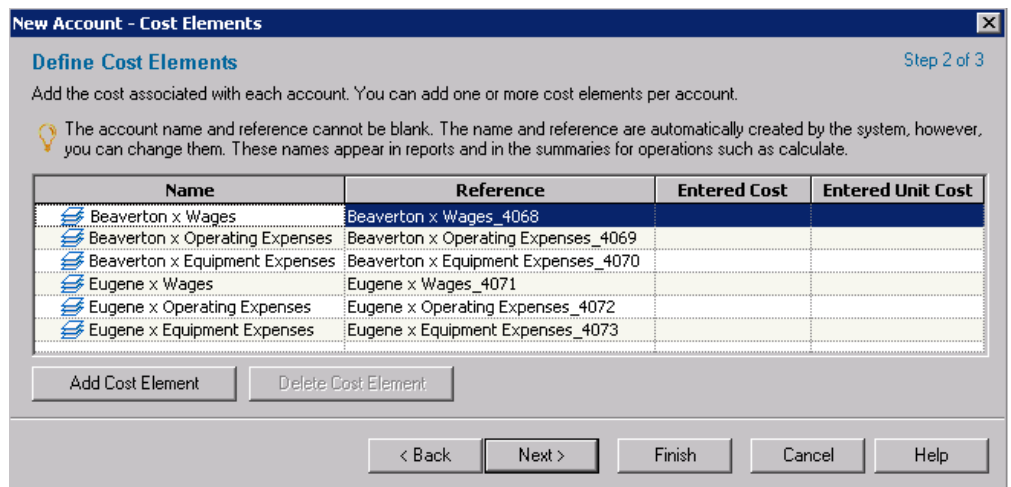 New Account - Cost Elements
Define Cost Elements
Step 2 of 3
Add the cost associated with each account. You can add one or more cost elements per account.
The account name and reference cannot be blank. The name and reference are automatically created by the system, however,
you can change them. These names appear in reports and in the summaries for operations such as calculate.
Name Reference Entered Cost Entered Unit Cost
Beaverton x Wages Beaverton x Wages_4068
Beaverton x Operating Expenses Beaverton x Operating Expenses_4069
Beaverton x Equipment Expenses Beaverton x Equipment Expenses_4070
Eugene x Wages Eugene x Wages_4071
Eugene x Operating Expenses Eugene x Operating Expenses_4072
Eugene x Equipment Expenses Eugene x Equipment Expenses_4073
Add Cost Element Delete Cost Element
< Back Next > Finish Cancel Help